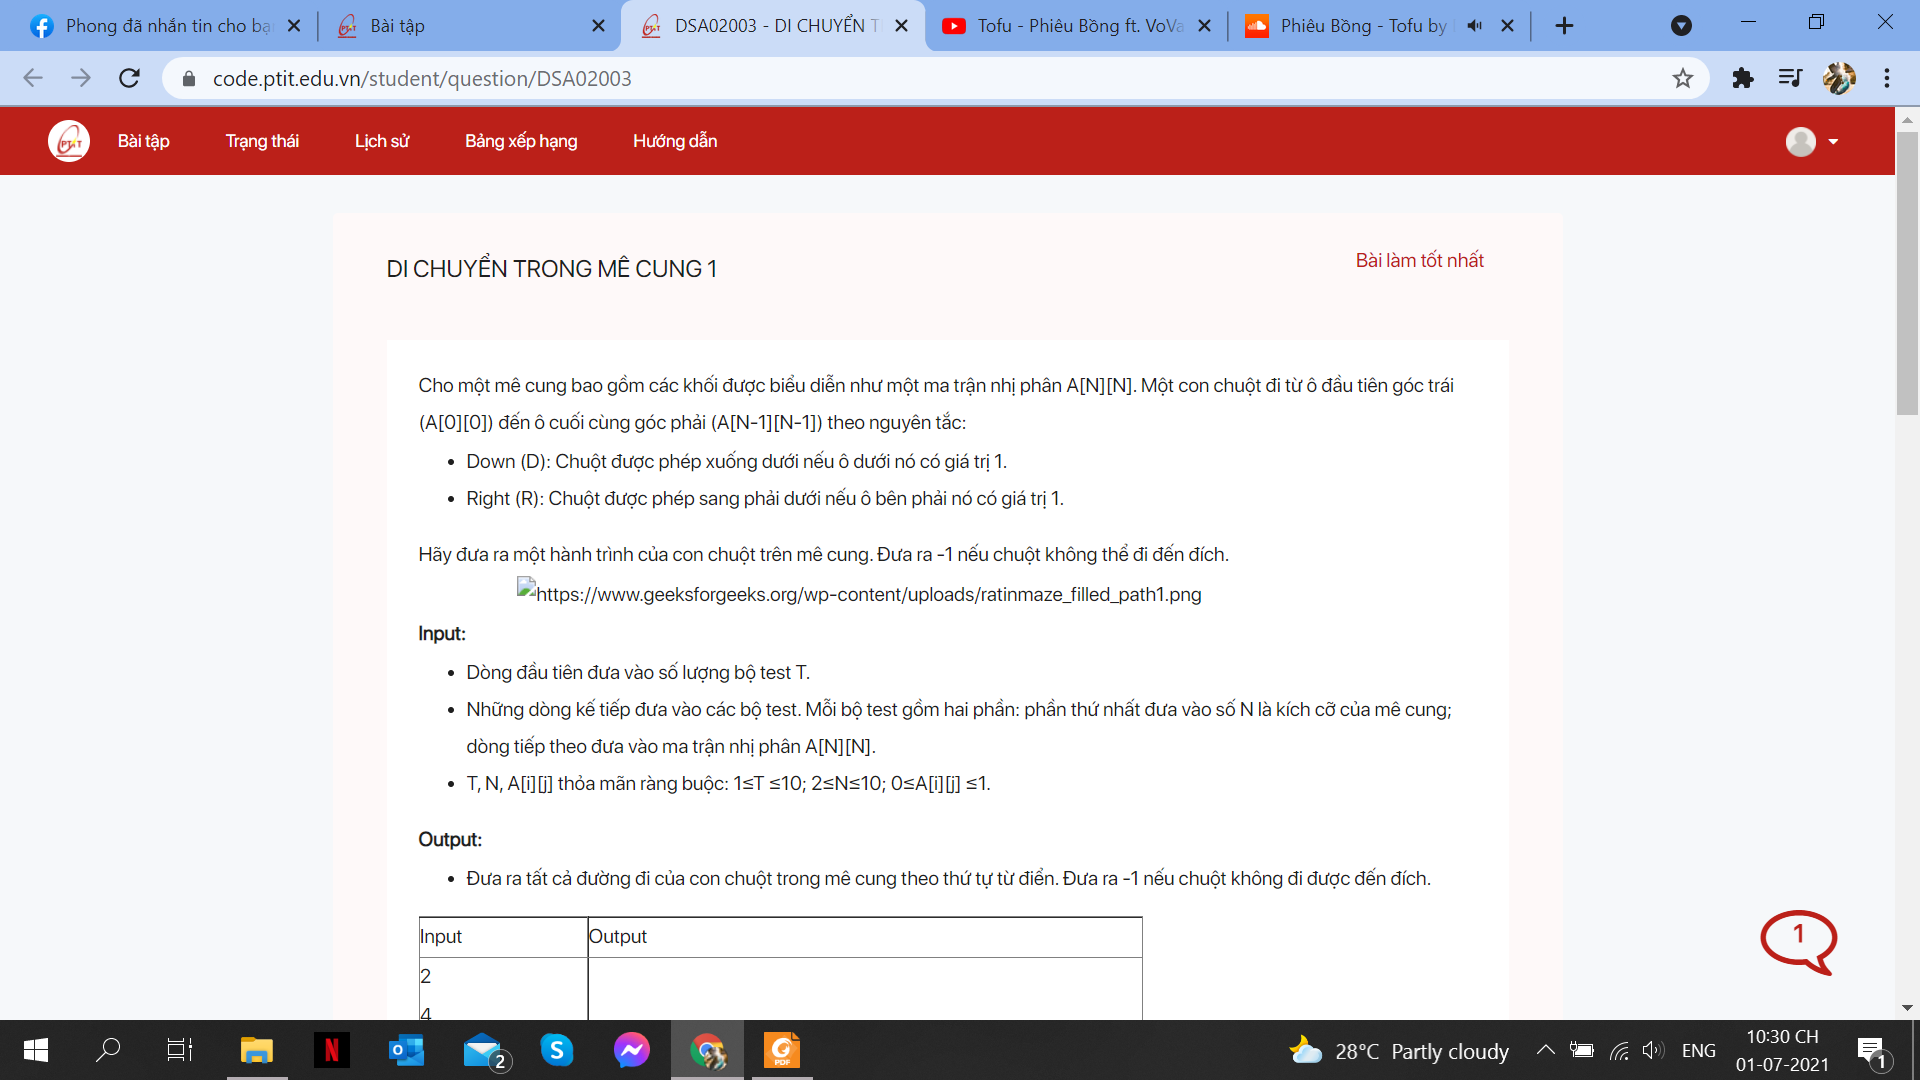 Phong đã nhắn tin cho bạ
Bài tập
DSA02003 - DI CHUYỂN T
Tofu - Phiêu Bồng ft. VoVa
Phiêu Bồng - Tofu by
code.ptit.edu.vn/student/question/DSA02003
PTIT
Bài tập
Trạng thái
Lịch sử
Bảng xếp hạng
Hướng dẫn
DI CHUYỂN TRONG MÊ CUNG 1
Bài làm tốt nhất
Cho một mê cung bao gồm các khối được biểu diễn như một ma trận nhị phân A[N][N]. Một con chuột đi từ ô đầu tiên góc trái
(A[0][0]) đến ô cuối cùng góc phải (A[N-1][N-1]) theo nguyên tắc:
• Down (D): Chuột được phép xuống dưới nếu ô dưới nó có giá trị 1.
• Right (R): Chuột được phép sang phải dưới nếu ô bên phải nó có giá trị 1.
Hãy đưa ra một hành trình của con chuột trên mê cung. Đưa ra -1 nếu chuột không thể đi đến đích.
https://www.geeksforgeeks.org/wp-content/uploads/ratinmaze_filled_path1.png
Input:
• Dòng đầu tiên đưa vào số lượng bộ test T.
• Những dòng kế tiếp đưa vào các bộ test. Mỗi bộ test gồm hai phần: phần thứ nhất đưa vào số N là kích cỡ của mê cung;
dòng tiếp theo đưa vào ma trận nhị phân A[N][N].
• T, N, A[i][j] thỏa mãn ràng buộc: 1≤T ≤10; 2≤N≤10; 0≤A[i][j] ≤1.
Output:
• Đưa ra tất cả đường đi của con chuột trong mê cung theo thứ tự từ điển. Đưa ra -1 nếu chuột không đi được đến đích.
Input
Output
2
4
1
N
2
PDF
28°C Partly cloudy
ENG
10:30 CH
01-07-2021
1